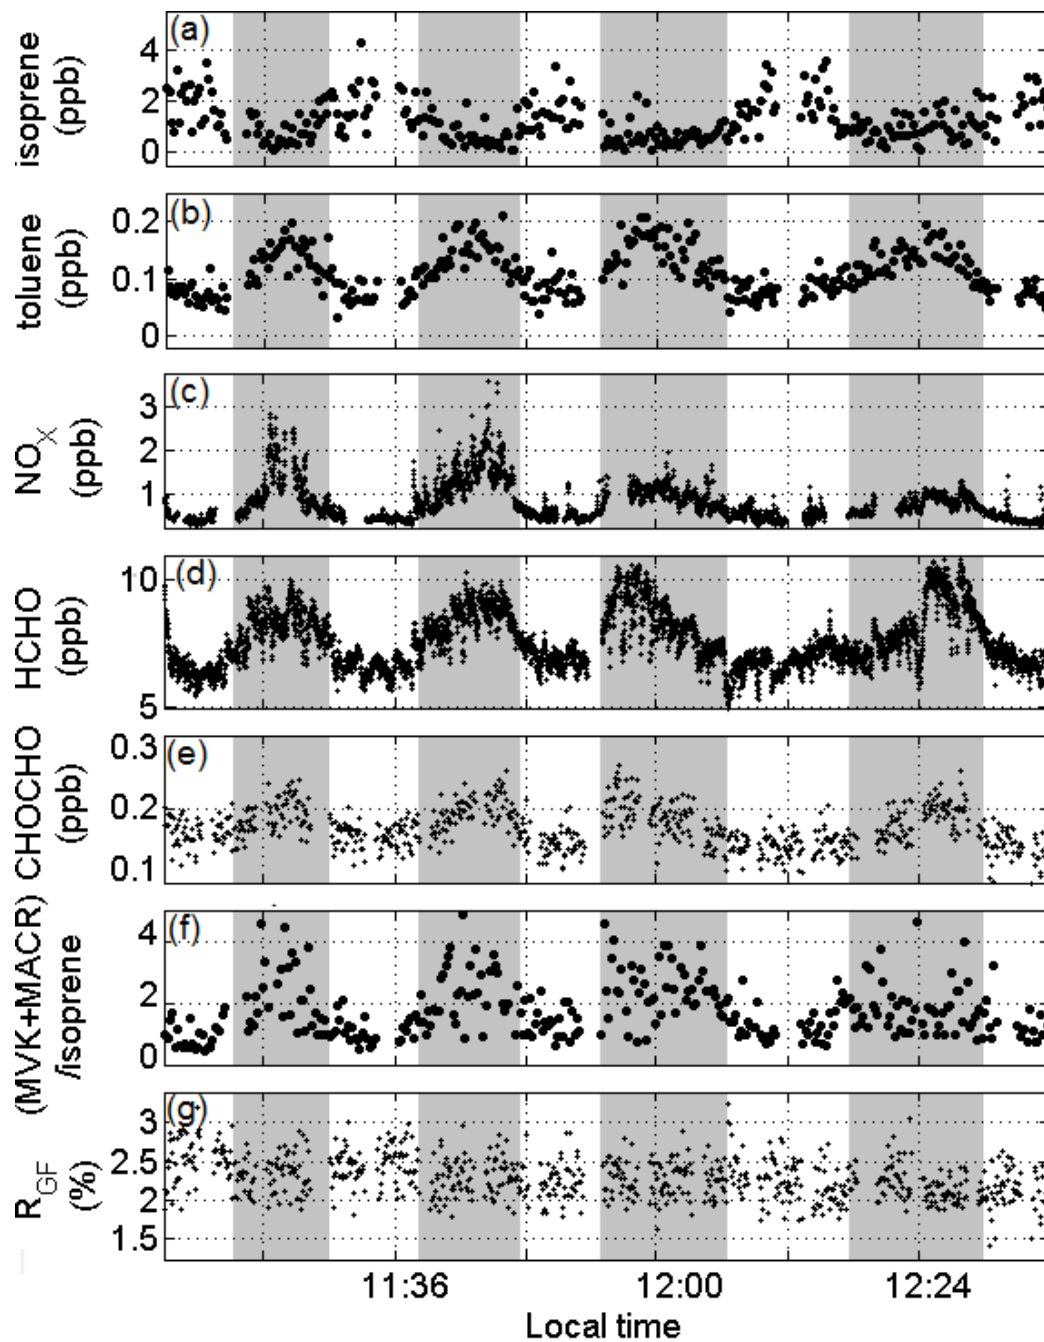 (a)
isoprene
(ppb)
4
2
0
(b)
toluene
(ppb)
0.2
0.1
0
(c)
NOX
(ppb)
3
2
1
(d)
HCHO
(ppb)
10
5
(e)
CHOCHO
(ppb)
0.3
0.2
0.1
(f)
(MVK+MACR)
/isoprene
4
2
0
(g)
RGF
(%)
3
2.5
2
1.5
11:36 12:00 12:24
Local time